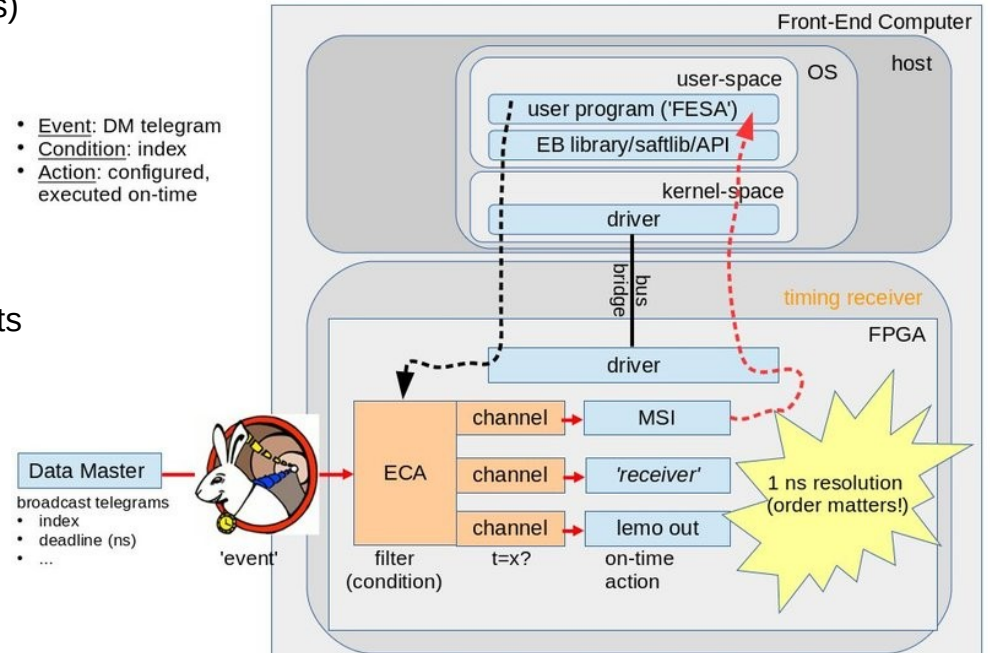 s)
Front-End Computer
host
OS
user-space
user program ('FESA')
EB library/saftlib/API
kernel-space
driver
• Event: DM telegram
• Condition: index
• Action: configured,
executed on-time
bus
bridge
ts
timing receiver
FPGA
driver
channel
MSI
Data Master
ECA
channel
'receiver'
1 ns resolution
(order matters!)
broadcast telegrams
• index
• deadline (ns)
• ...
channel
lemo out
'event'
filter
(condition)
t=x?
on-time
action